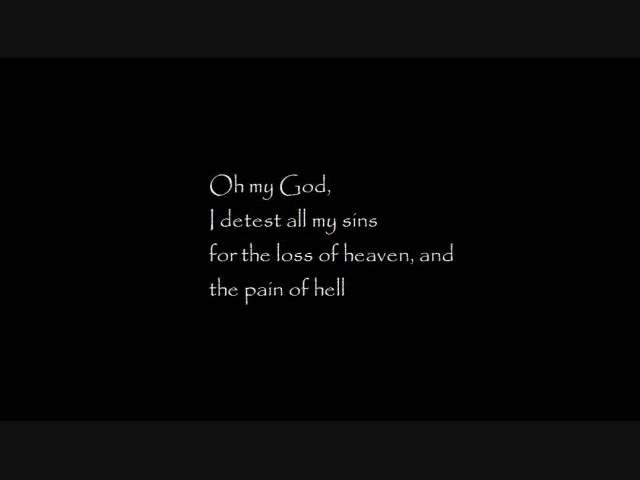 Oh my God,
I detest all my sins
for the loss of heaven, and
the pain of hell